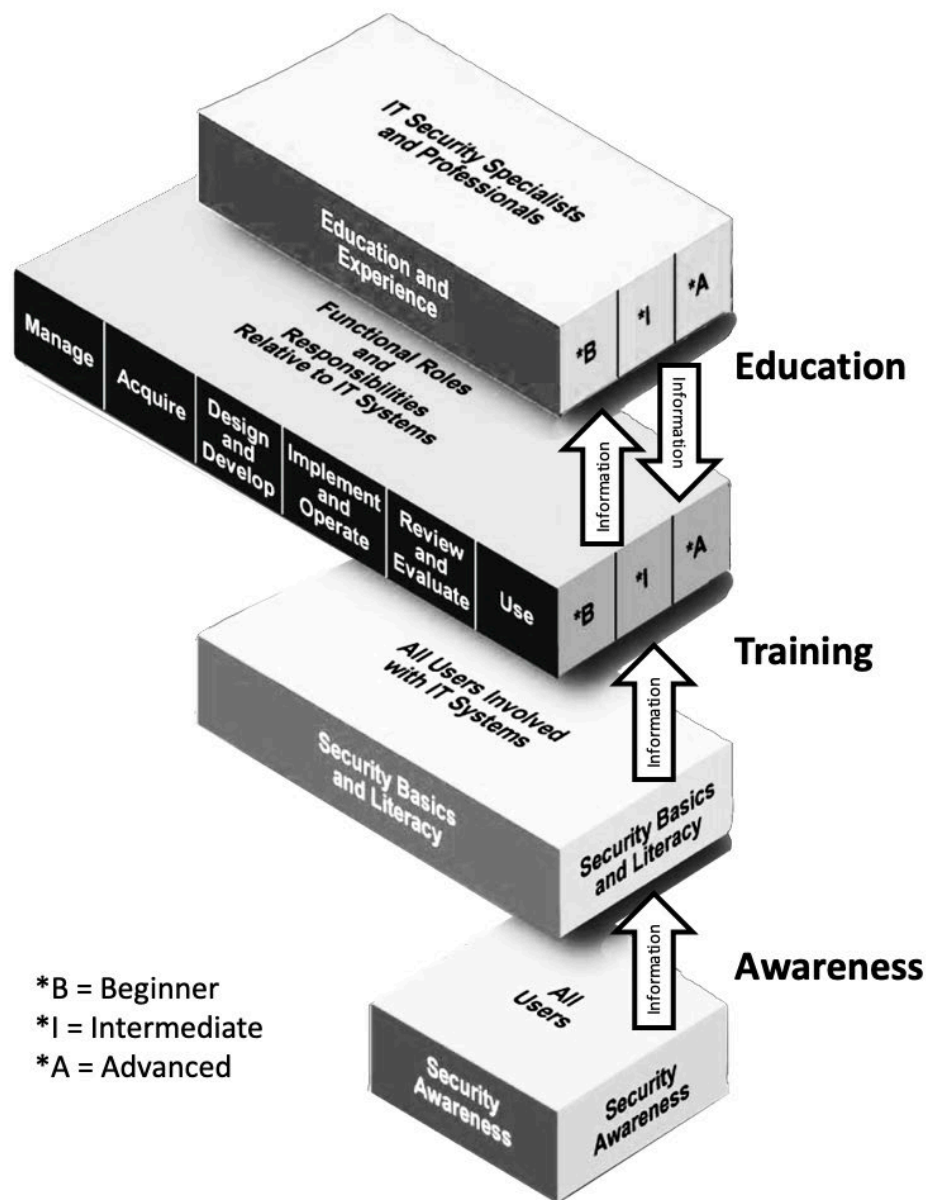 IT Security Specialists
and Professionals
Education and
Experience
*B
*I
*A
Education
Information
Information
Functional Roles
and
Responsibilities
Relative to IT Systems
Manage
Acquire
Design
and
Develop
Implement
and
Operate
Review
and
Evaluate
Use
*B
*I
*A
Training
Information
All Users Involved
with IT Systems
Security Basics
and Literacy
Security Basics
and Literacy
Awareness
Information
All
Users
Security
Awareness
Security
Awareness
*B = Beginner
*I = Intermediate
*A = Advanced